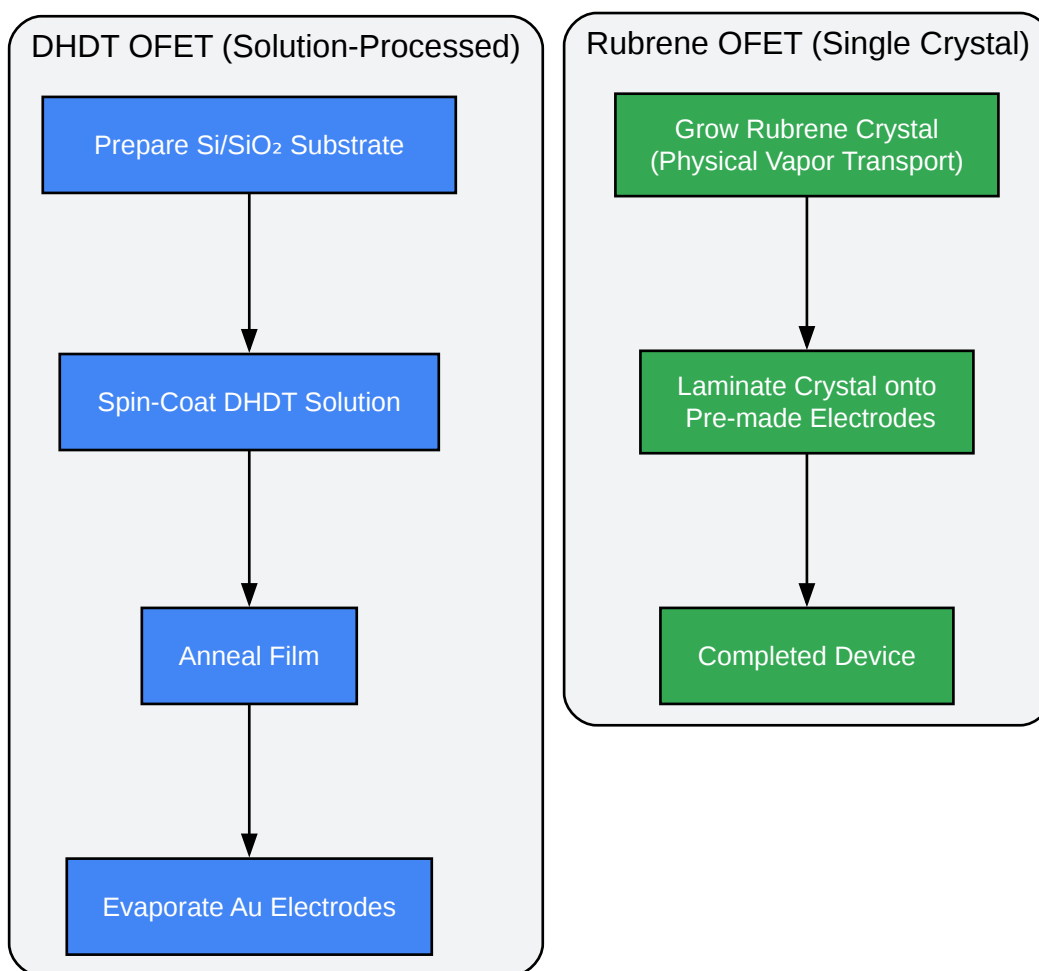 DHDT OFET (Solution-Processed)
Prepare Si/SiO₂ Substrate
Spin-Coat DHDT Solution
Anneal Film
Evaporate Au Electrodes
Rubrene OFET (Single Crystal)
Grow Rubrene Crystal
(Physical Vapor Transport)
Laminate Crystal onto
Pre-made Electrodes
Completed Device